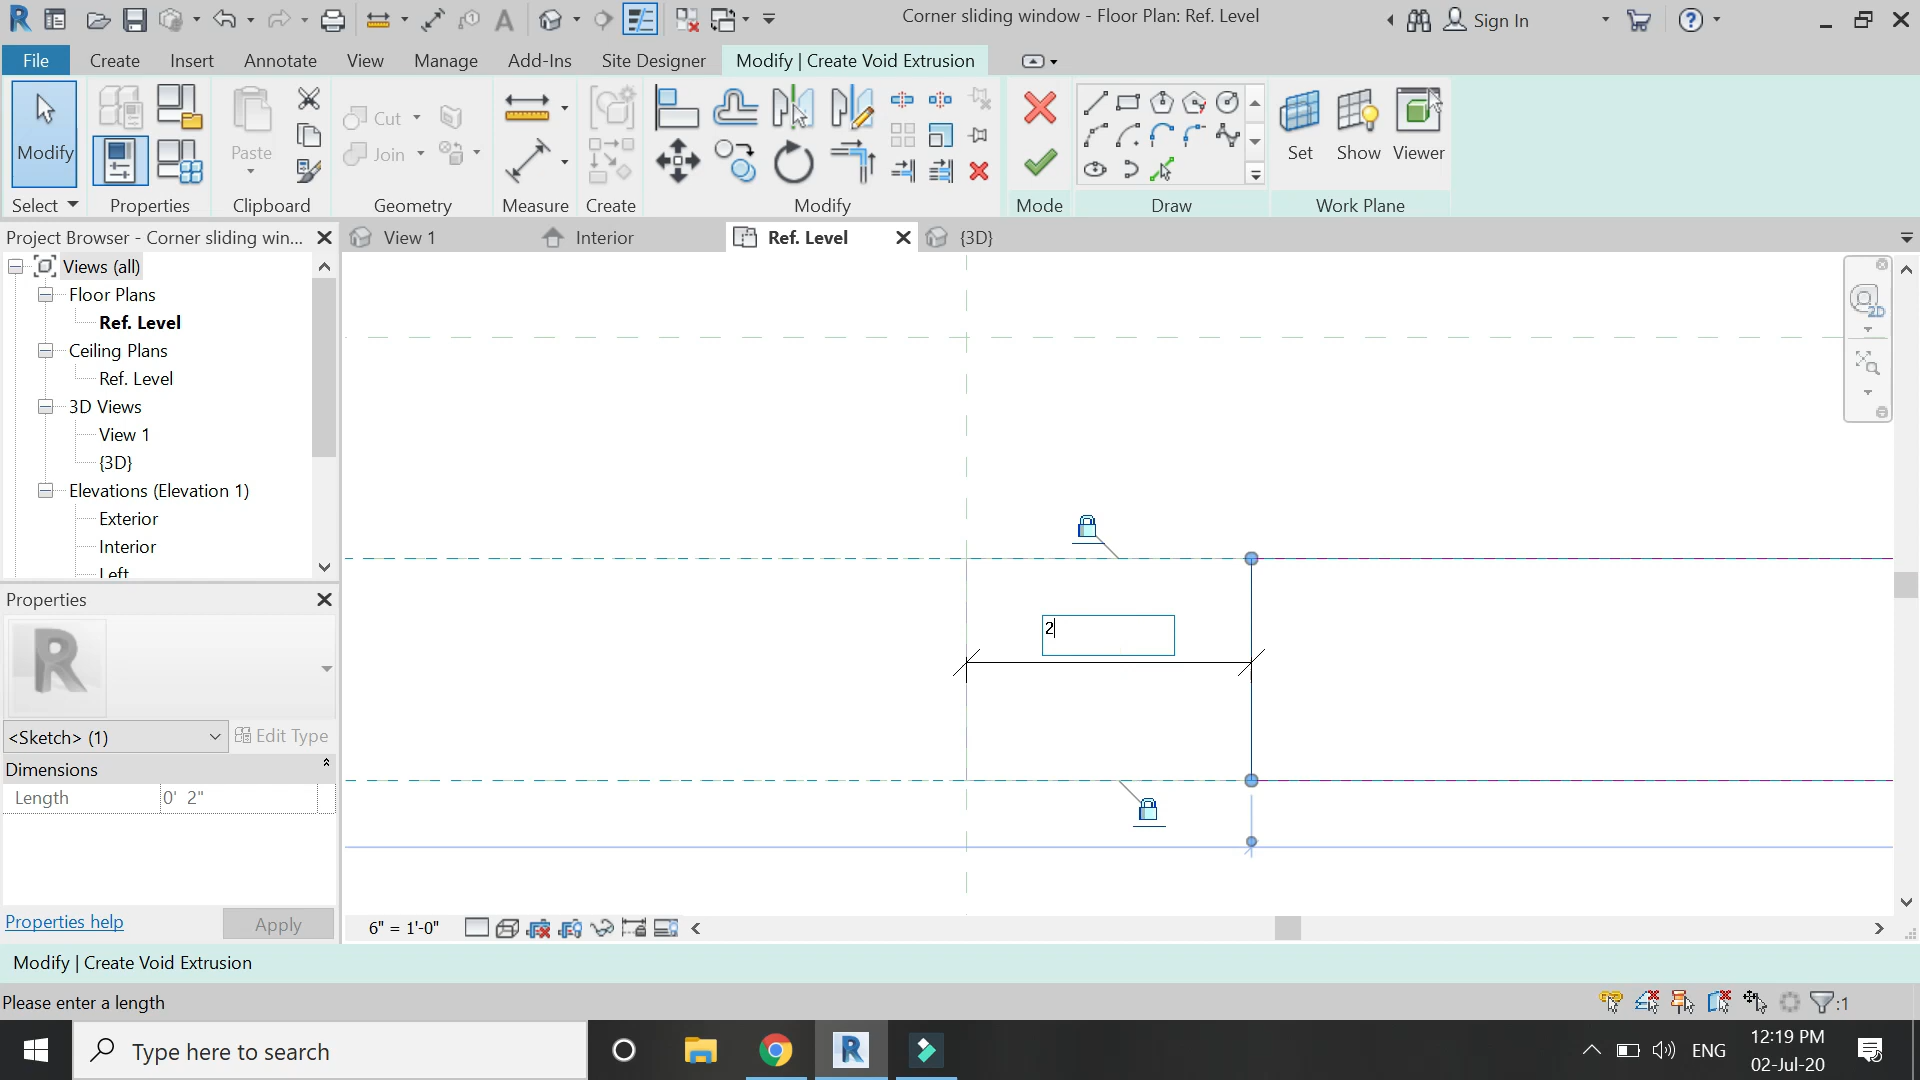 Corner sliding window - Floor Plan: Ref. Level
Sign In
File
Create
Insert
Annotate
View
Manage
Add-Ins
Site Designer
Modify | Create Void Extrusion
Modify
Paste
Cut
Join
Set
Show
Viewer
Select
Properties
Clipboard
Geometry
Measure
Create
Modify
Mode
Draw
Work Plane
Project Browser - Corner sliding win...
View 1
Interior
Ref. Level
{3D}
Views (all)
Floor Plans
Ref. Level
Ceiling Plans
Ref. Level
3D Views
View 1
{3D}
Elevations (Elevation 1)
Exterior
Interior
Left
2D
Properties
R
<Sketch> (1)
Edit Type
Dimensions
Length
0' 2"
Properties help
Apply
2
6" = 1'-0"
Modify | Create Void Extrusion
Please enter a length
:1
Type here to search
ENG
12:19 PM
02-Jul-20